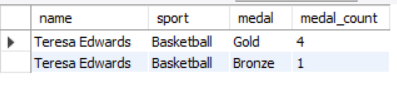 name sport medal medal_count
Teresa Edwards Basketball Gold 4
Teresa Edwards Basketball Bronze 1